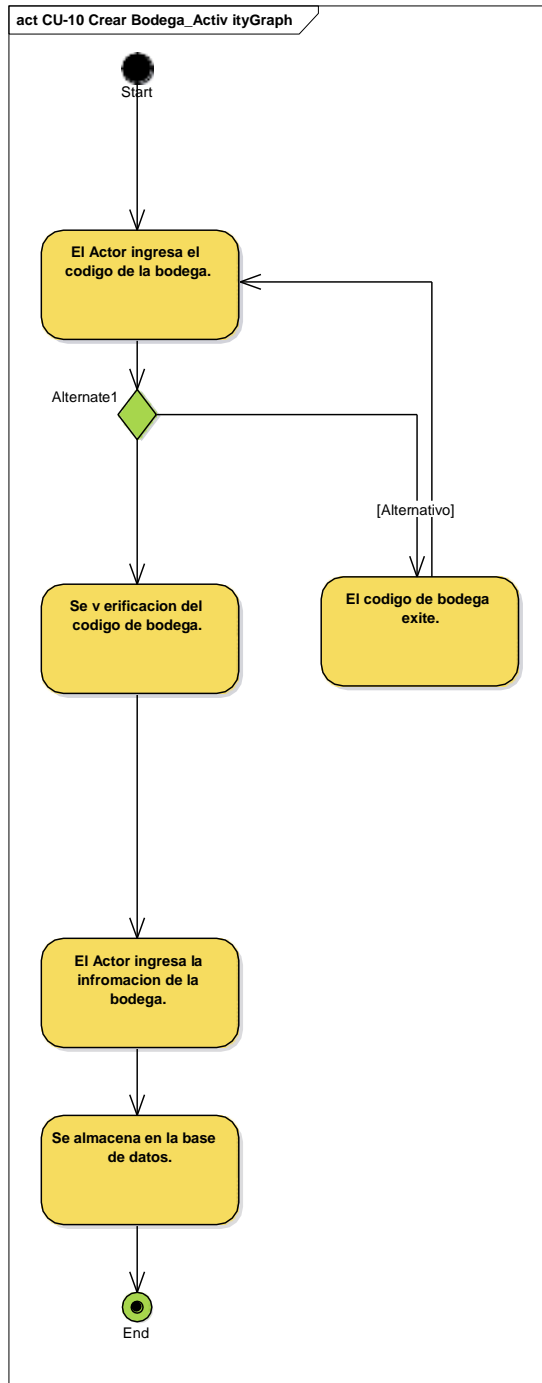 act CU-10 Crear Bodega_Activ ityGraph
Start
El Actor ingresa el
codigo de la bodega.
Alternate1
[Alternativo]
Se v erificacion del
codigo de bodega.
El codigo de bodega
exite.
El Actor ingresa la
infromacion de la
bodega.
Se almacena en la base
de datos.
End